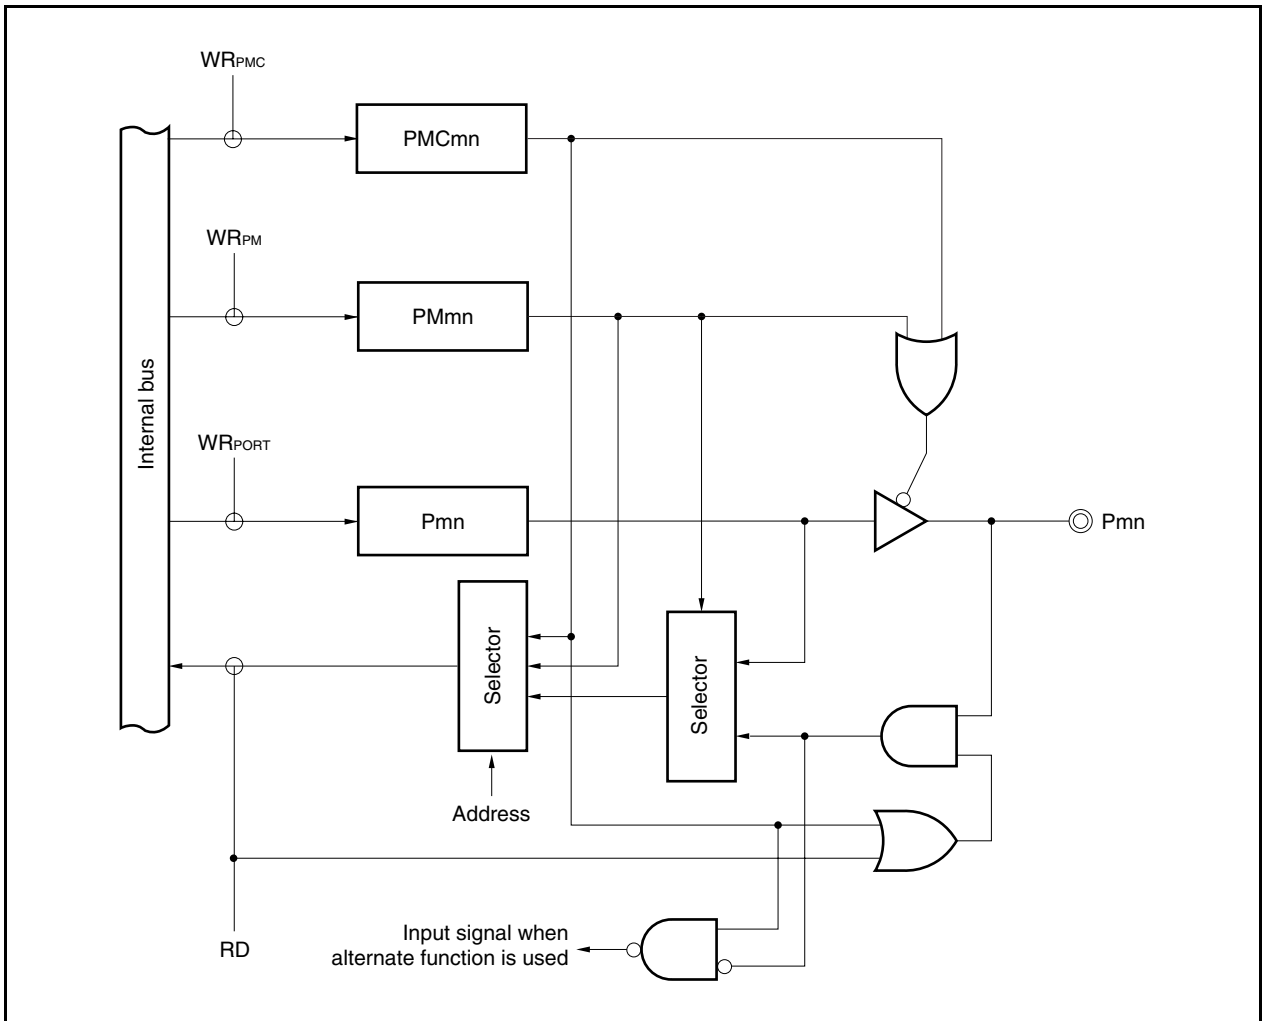 WRPMC
PMCmn
WRPM
PMmn
Internal bus
WRPORT
Pmn
Pmn
Selector
Selector
Address
Input signal when
alternate function is used
RD